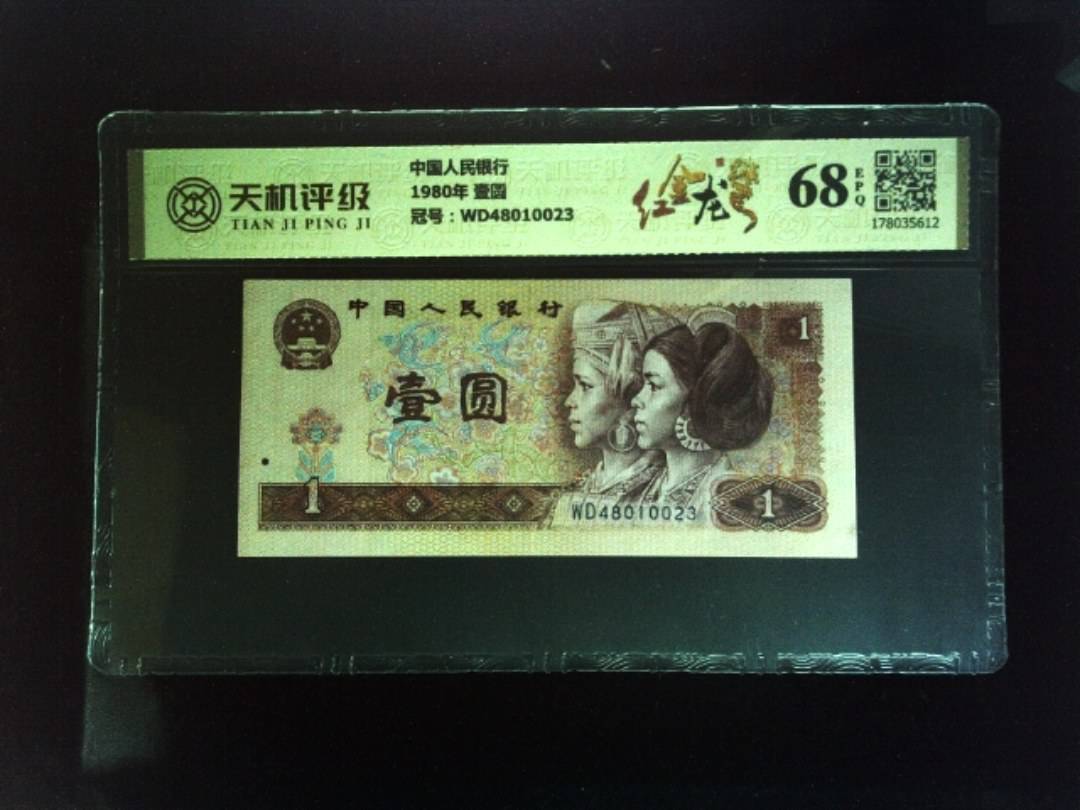 天机评级
TIAN JI PING JI
中国人民银行
1980年 壹圆
冠号：WD48010023
红金龙
68
EPQ
178035612
中国人民银行
1
壹圆
1
WD48010023
1